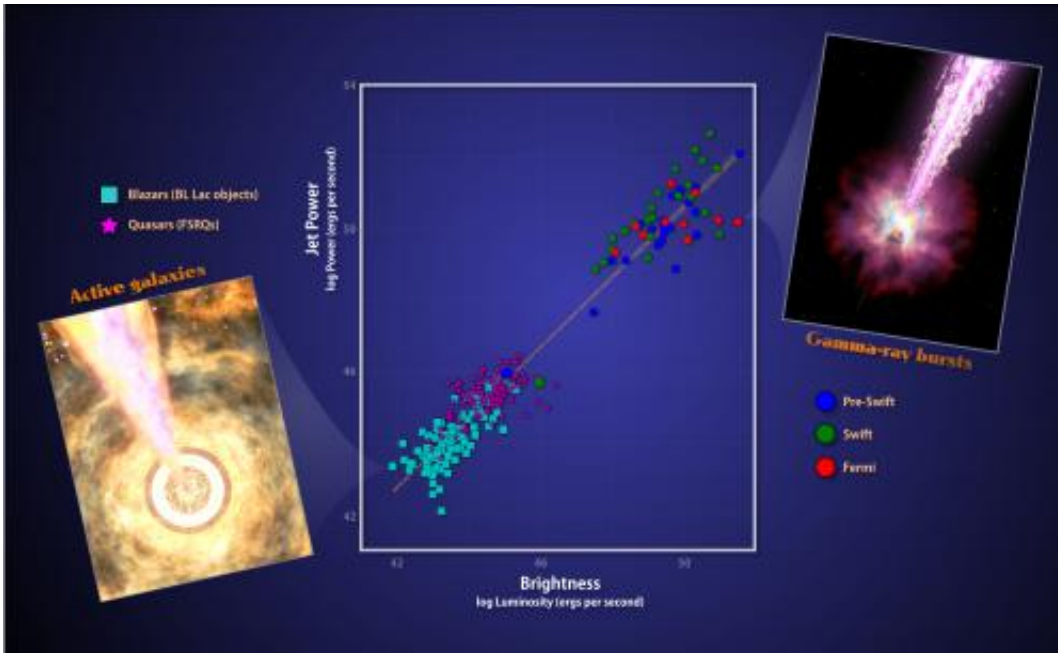 54
Jet Power
log Power (ergs per second)
50
46
42
42
46
50
Brightness
log Luminosity (ergs per second)
Blazars (BL Lac objects)
Quasars (FSRQs)
Active galaxies
Gamma-ray bursts
Pre-Swift
Swift
Fermi